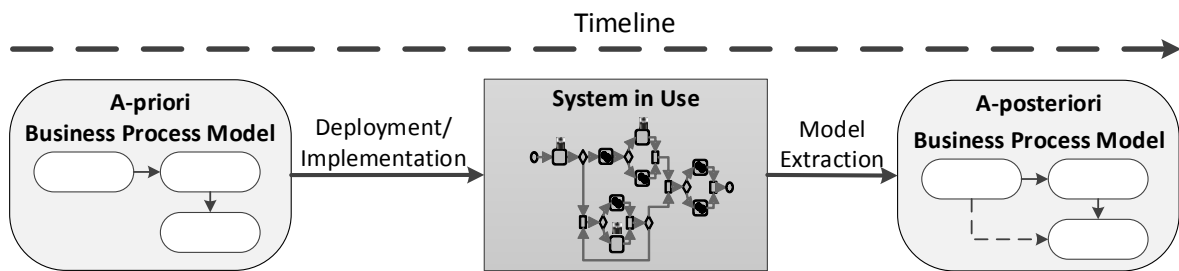 Timeline
A-priori
Business Process Model
Deployment/
Implementation
System in Use
Model
Extraction
A-posteriori
Business Process Model